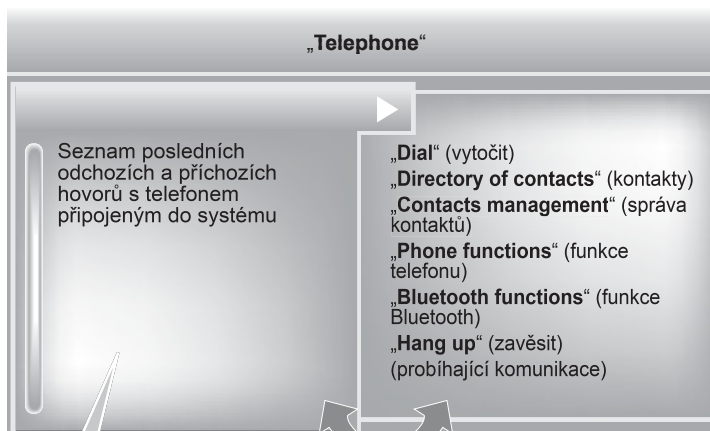 „Telephone“
Seznam posledních
odchozích a příchozích
hovorů s telefonem
připojeným do systému
„Dial“ (vytočit)
„Directory of contacts“ (kontakty)
„Contacts management“ (správa
kontaktů)
„Phone functions“ (funkce
telefonu)
„Bluetooth functions“ (funkce
Bluetooth)
„Hang up“ (zavěsit)
(probíhající komunikace)